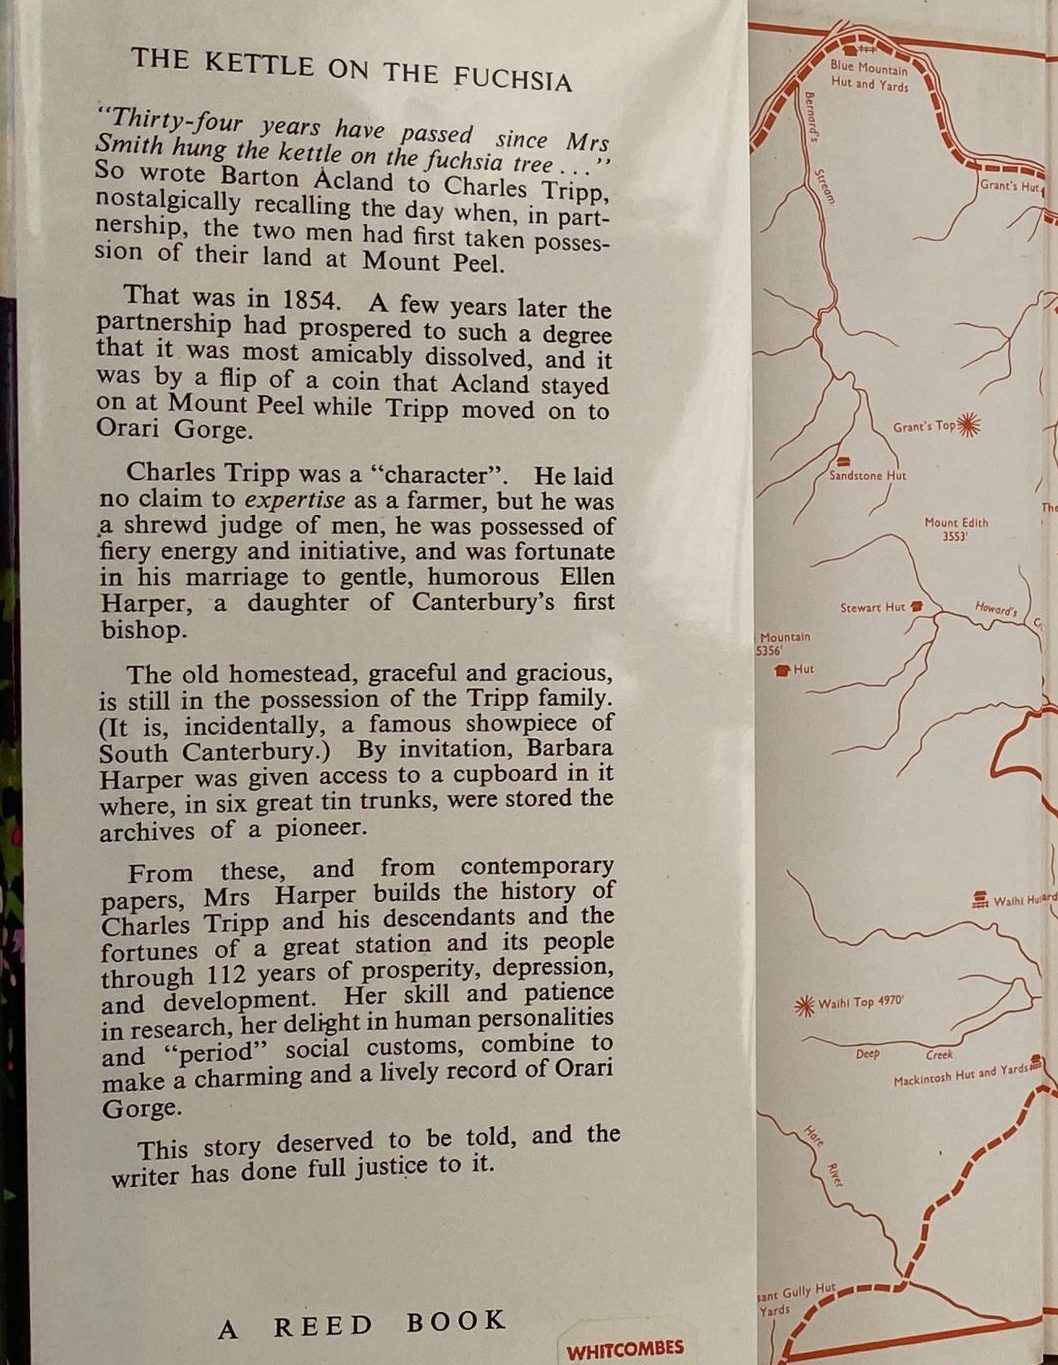 THE KETTLE ON THE FUCHSIA
"Thirty-four years have passed since Mrs
Smith hung the kettle on the fuchsia tree . . ."
So wrote Barton Acland to Charles Tripp,
nostalgically recalling the day when, in part-
nership, the two men had first taken posses-
sion of their land at Mount Peel.
That was in 1854. A few years later the
partnership had prospered to such a degree
that it was most amicably dissolved, and it
was by a flip of a coin that Acland stayed
on at Mount Peel while Tripp moved on to
Orari Gorge.
Charles Tripp was a "character". He laid
no claim to expertise as a farmer, but he was
a shrewd judge of men, he was possessed of
fiery energy and initiative, and was fortunate
in his marriage to gentle, humorous Ellen
Harper, a daughter of Canterbury's first
bishop.
The old homestead, graceful and gracious,
is still in the possession of the Tripp family.
(It is, incidentally, a famous showpiece of
South Canterbury.) By invitation, Barbara
Harper was given access to a cupboard in it
where, in six great tin trunks, were stored the
archives of a pioneer.
From these, and from contemporary
papers, Mrs Harper builds the history of
Charles Tripp and his descendants and the
fortunes of a great station and its people
through 112 years of prosperity, depression,
and development. Her skill and patience
in research, her delight in human personalities
and "period" social customs, combine to
make a charming and a lively record of Orari
Gorge.
This story deserved to be told, and the
writer has done full justice to it.
A REED BOOK
WHITCOMBES
Blue Mountain
Hut and Yards
Bernard's
Stream
Grant's Hut
Grant's Top
Sandstone Hut
The
Mount Edith
3553'
Stewart Hut
Howard's
Mountain
5356'
Hut
Waihi Hut
Waihi Top 4970'
Deep Creek
Mackintosh Hut and Yards
Hare
River
sant Gully Hut
Yards